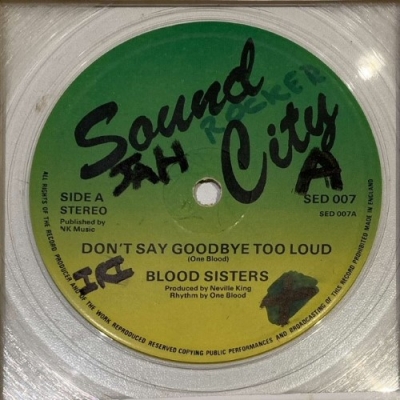 Sound City
ROCKER
JAH
A
SIDE A
STEREO
Published by
NK Music
SED 007
SED 007A
DON'T SAY GOODBYE TOO LOUD
(One Blood)
BLOOD SISTERS
Produced by Neville King
Rhythm by One Blood
ALL RIGHTS OF THE RECORD PRODUCER AND OF THE WORK REPRODUCED RESERVED COPYING PUBLIC PERFORMANCES AND BROADCASTING OF THIS RECORD PROHIBITED MADE IN ENGLAND